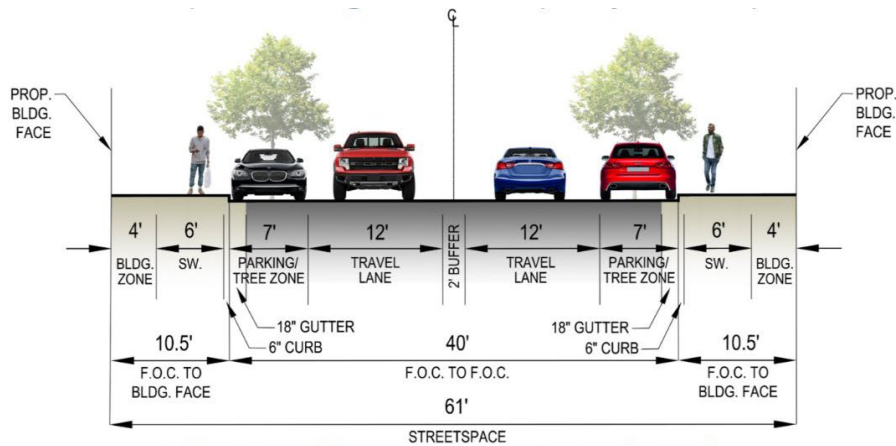 ℄
PROP.
BLDG.
FACE
PROP.
BLDG.
FACE
4'
6'
7'
12'
2' BUFFER
12'
7'
6'
4'
BLDG.
ZONE
SW.
PARKING/
TREE ZONE
TRAVEL
LANE
TRAVEL
LANE
PARKING/
TREE ZONE
SW.
BLDG.
ZONE
18" GUTTER
6" CURB
18" GUTTER
6" CURB
10.5'
40'
10.5'
F.O.C. TO
BLDG. FACE
F.O.C. TO F.O.C.
F.O.C. TO
BLDG. FACE
61'
STREETSPACE